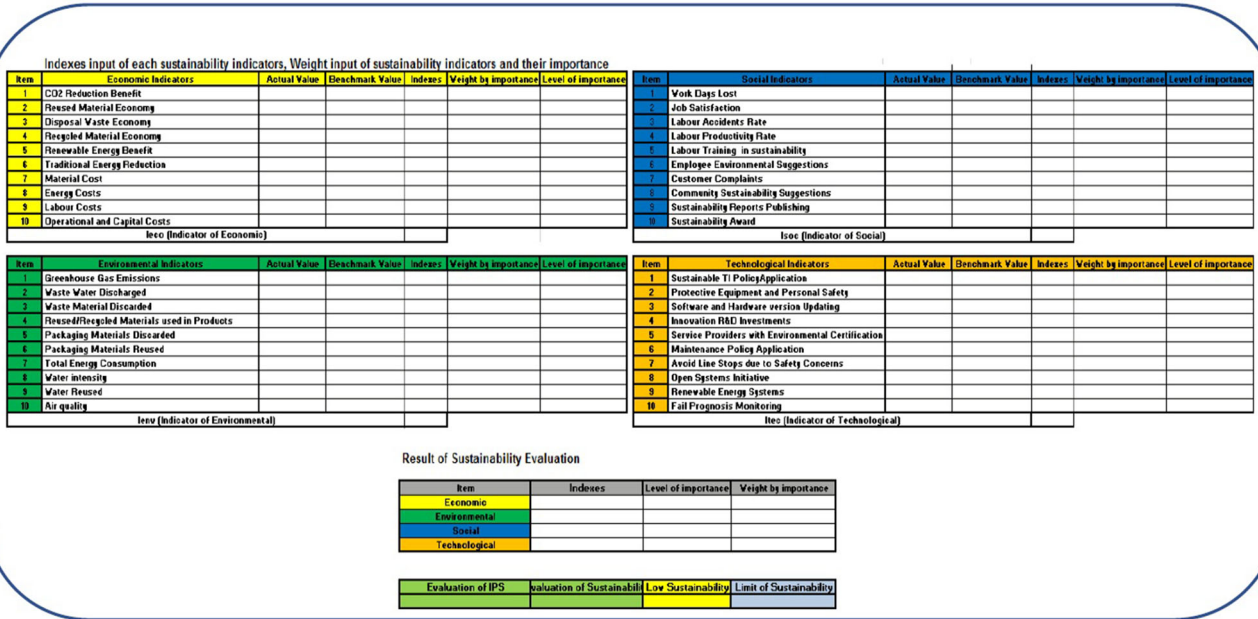 Indexes input of each sustainability indicators, Weight input of sustainability indicators and their importance
Item Economic Indicators Actual Value Benchmark Value Indexes Weight by importance Level of importance
1 CO2 Reduction Benefit
2 Reused Material Economy
3 Disposal Waste Economy
4 Recycled Material Economy
5 Renewable Energy Benefit
6 Traditional Energy Reduction
7 Material Cost
8 Energy Costs
9 Labour Costs
10 Operational and Capital Costs
Ieco (Indicator of Economic)
Item Social Indicators Actual Value Benchmark Value Indexes Weight by importance Level of importance
1 Work Days Lost
2 Job Satisfaction
3 Labour Accidents Rate
4 Labour Productivity Rate
5 Labour Training in sustainability
6 Employee Environmental Suggestions
7 Customer Complaints
8 Community Sustainability Suggestions
9 Sustainability Reports Publishing
10 Sustainability Award
Isoc (Indicator of Social)
Item Environmental Indicators Actual Value Benchmark Value Indexes Weight by importance Level of importance
1 Greenhouse Gas Emissions
2 Waste Water Discharged
3 Waste Material Discarded
4 Reused/Recycled Materials used in Products
5 Packaging Materials Discarded
6 Packaging Materials Reused
7 Total Energy Consumption
8 Water intensity
9 Water Reused
10 Air quality
Ienv (Indicator of Environmental)
Item Technological Indicators Actual Value Benchmark Value Indexes Weight by importance Level of importance
1 Sustainable TI PolicyApplication
2 Protective Equipment and Personal Safety
3 Software and Hardware version Updating
4 Innovation R&D Investments
5 Service Providers with Environmental Certification
6 Maintenance Policy Application
7 Avoid Line Stops due to Safety Concerns
8 Open Systems Initiative
9 Renewable Energy Systems
10 Fail Prognosis Monitoring
Itec (Indicator of Technological)
Result of Sustainability Evaluation
Item Indexes Level of importance Weight by importance
Economic
Environmental
Social
Technological
Evaluation of IPS valuation of Sustainabili Low Sustainability Limit of Sustainability